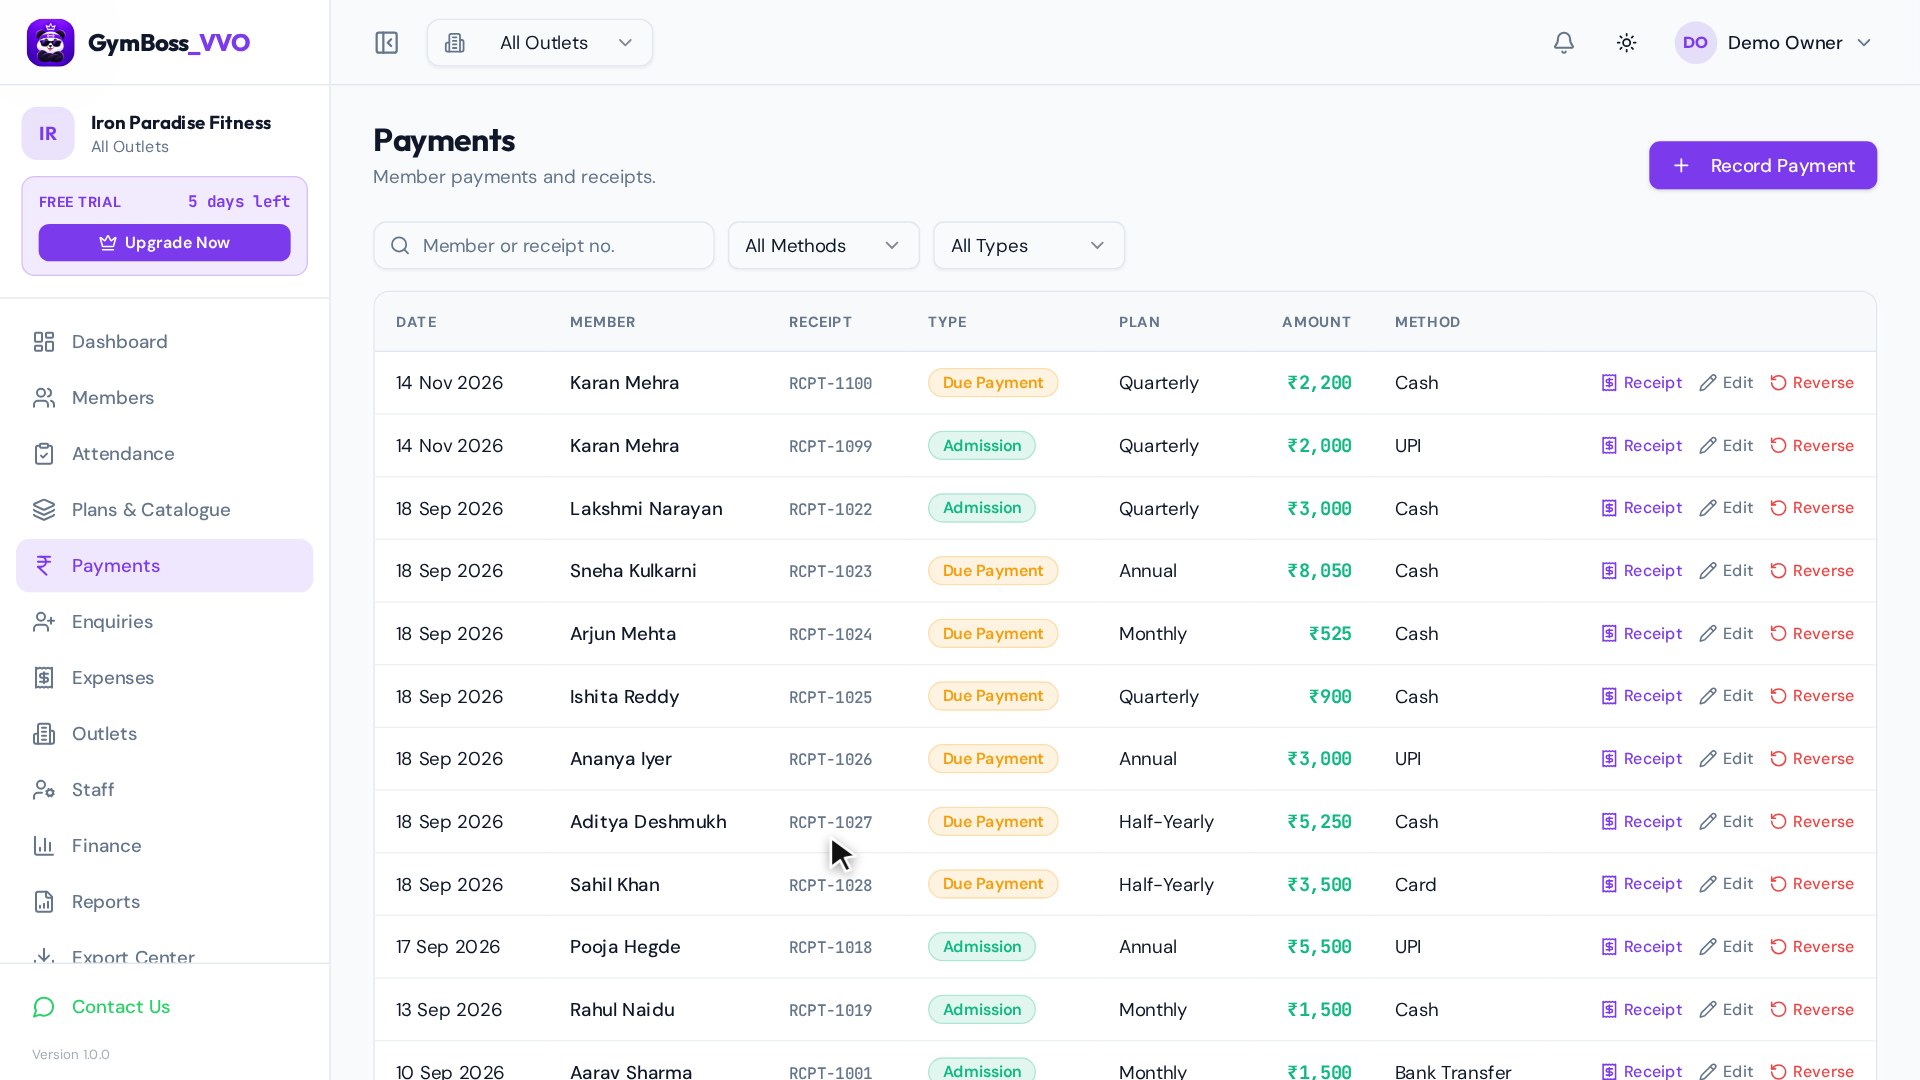 GymBoss_VVO
All Outlets
DO Demo Owner
IR
Iron Paradise Fitness
All Outlets
FREE TRIAL 5 days left
Upgrade Now
Dashboard
Members
Attendance
Plans & Catalogue
Payments
Enquiries
Expenses
Outlets
Staff
Finance
Reports
Export Center
Contact Us
Version 1.0.0
Payments
Member payments and receipts.
Record Payment
Member or receipt no.
All Methods
All Types
DATE MEMBER RECEIPT TYPE PLAN AMOUNT METHOD
14 Nov 2026 Karan Mehra RCPT-1100 Due Payment Quarterly ₹2,200 Cash Receipt Edit Reverse
14 Nov 2026 Karan Mehra RCPT-1099 Admission Quarterly ₹2,000 UPI Receipt Edit Reverse
18 Sep 2026 Lakshmi Narayan RCPT-1022 Admission Quarterly ₹3,000 Cash Receipt Edit Reverse
18 Sep 2026 Sneha Kulkarni RCPT-1023 Due Payment Annual ₹8,050 Cash Receipt Edit Reverse
18 Sep 2026 Arjun Mehta RCPT-1024 Due Payment Monthly ₹525 Cash Receipt Edit Reverse
18 Sep 2026 Ishita Reddy RCPT-1025 Due Payment Quarterly ₹900 Cash Receipt Edit Reverse
18 Sep 2026 Ananya Iyer RCPT-1026 Due Payment Annual ₹3,000 UPI Receipt Edit Reverse
18 Sep 2026 Aditya Deshmukh RCPT-1027 Due Payment Half-Yearly ₹5,250 Cash Receipt Edit Reverse
18 Sep 2026 Sahil Khan RCPT-1028 Due Payment Half-Yearly ₹3,500 Card Receipt Edit Reverse
17 Sep 2026 Pooja Hegde RCPT-1018 Admission Annual ₹5,500 UPI Receipt Edit Reverse
13 Sep 2026 Rahul Naidu RCPT-1019 Admission Monthly ₹1,500 Cash Receipt Edit Reverse
10 Sep 2026 Aarav Sharma RCPT-1001 Admission Monthly ₹1,500 Bank Transfer Receipt Edit Reverse